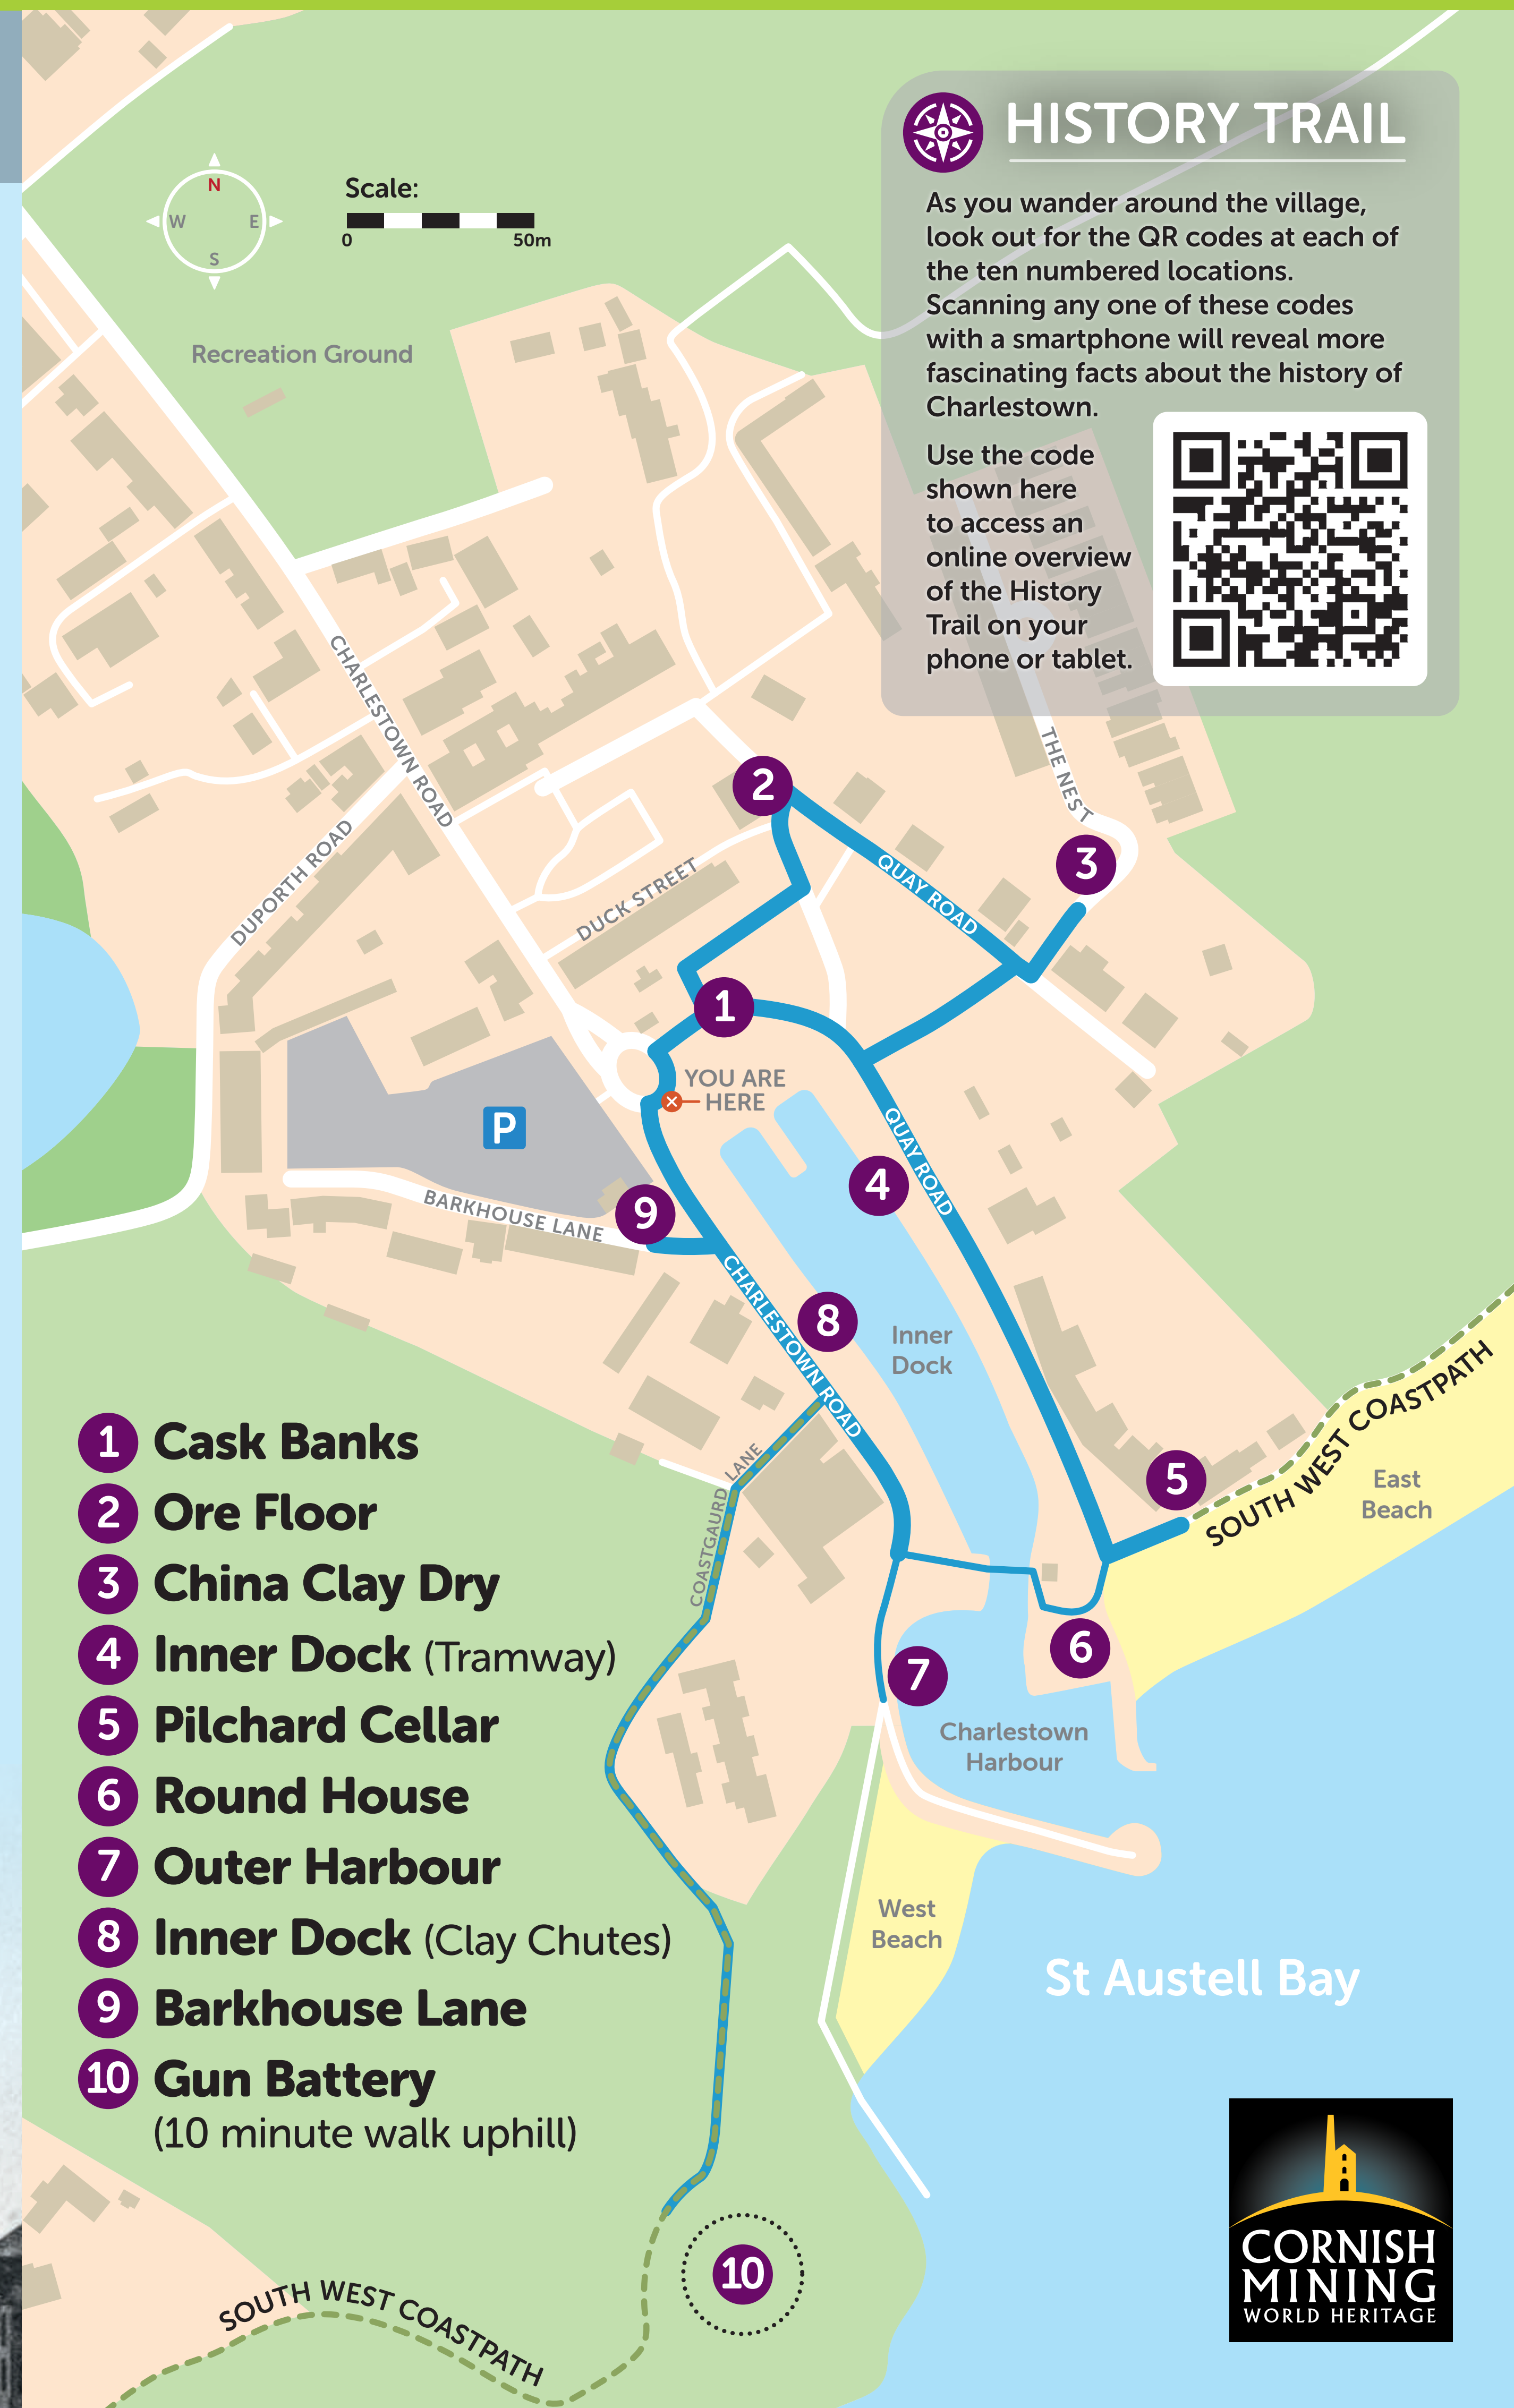 HISTORY TRAIL
As you wander around the village,
look out for the QR codes at each of
the ten numbered locations.
Scanning any one of these codes
with a smartphone will reveal more
fascinating facts about the history of
Charlestown.
Use the code
shown here
to access an
online overview
of the History
Trail on your
phone or tablet.
N
W
E
S
Scale:
0
50m
Recreation Ground
CHARLESTOWN ROAD
DUPORTH ROAD
DUCK STREET
THE NEST
2
3
QUAY ROAD
1
YOU ARE
HERE
P
QUAY ROAD
4
9
BARKHOUSE LANE
CHARLESTOWN ROAD
8
Inner
Dock
COASTGAURD LANE
5
SOUTH WEST COASTPATH
East
Beach
6
7
Charlestown
Harbour
West
Beach
St Austell Bay
1 Cask Banks
2 Ore Floor
3 China Clay Dry
4 Inner Dock (Tramway)
5 Pilchard Cellar
6 Round House
7 Outer Harbour
8 Inner Dock (Clay Chutes)
9 Barkhouse Lane
10 Gun Battery
(10 minute walk uphill)
10
SOUTH WEST COASTPATH
CORNISH
MINING
WORLD HERITAGE